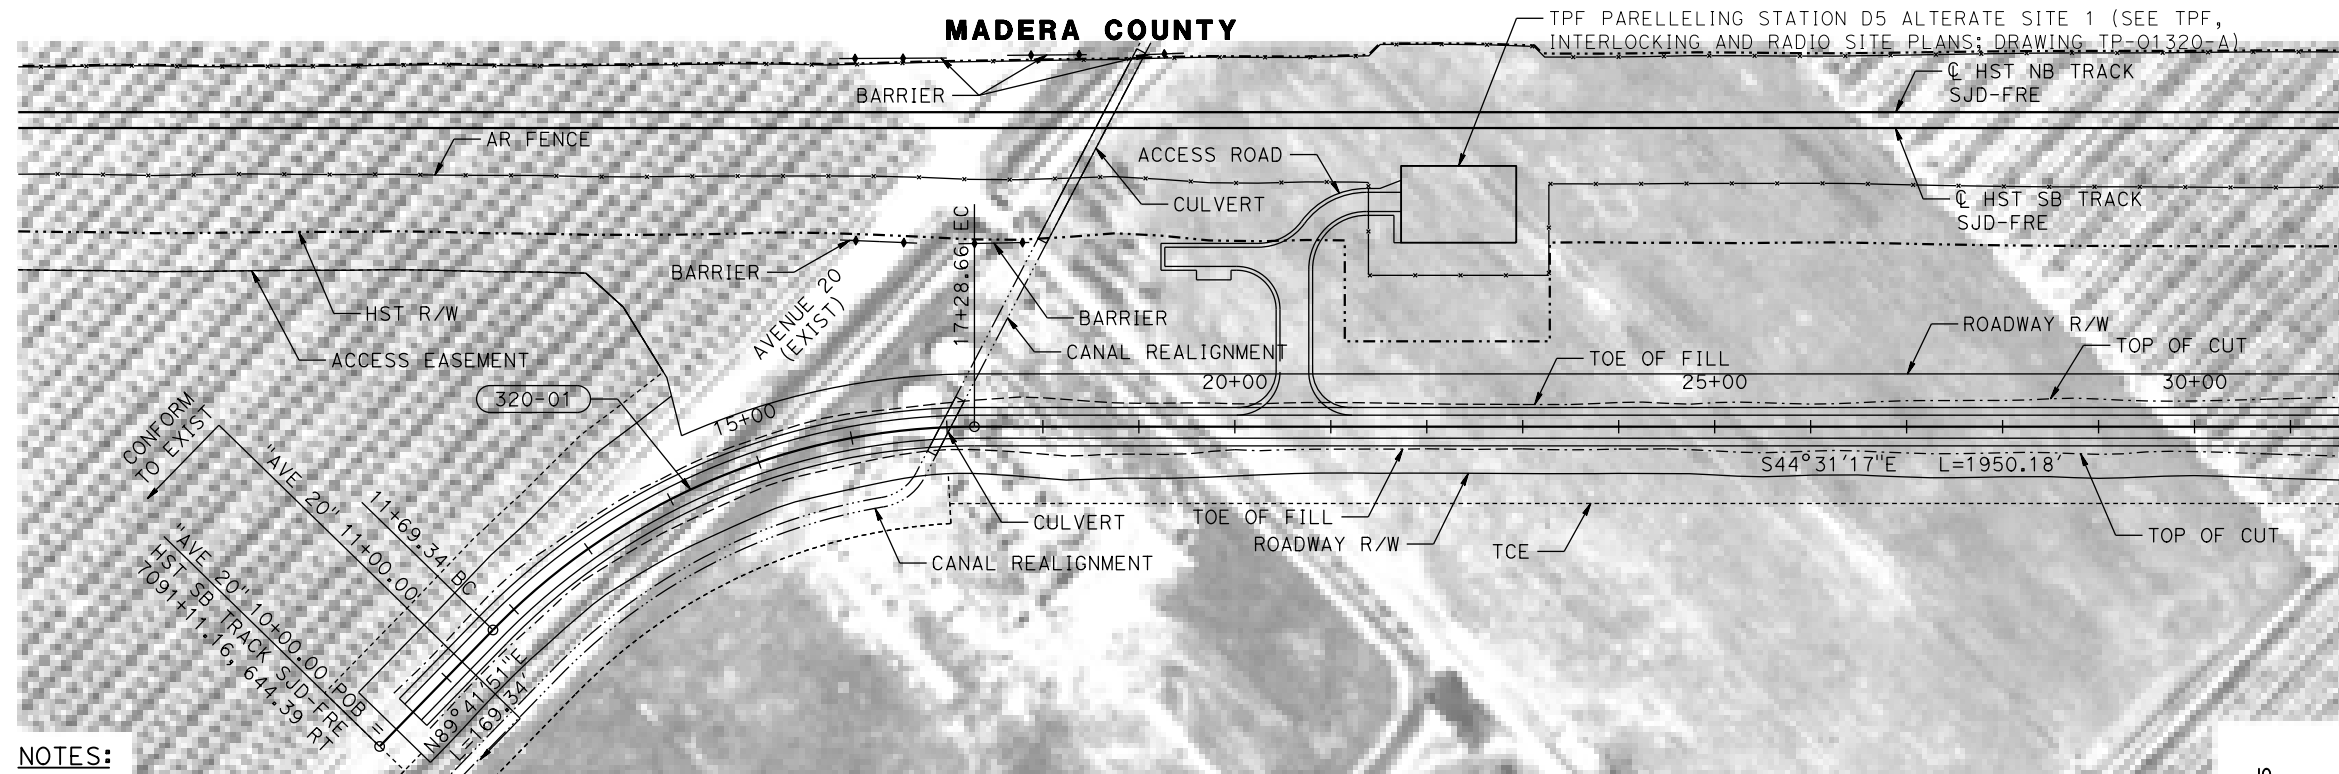 MADERA COUNTY
TPF PARELLELING STATION D5 ALTERATE SITE 1 (SEE TPF,
INTERLOCKING AND RADIO SITE PLANS; DRAWING TP-01320-A)
BARRIER
℄ HST NB TRACK
SJD-FRE
AR FENCE
ACCESS ROAD
CULVERT
℄ HST SB TRACK
SJD-FRE
17+28.66 EC
BARRIER
AVENUE 20
(EXIST)
HST R/W
BARRIER
ROADWAY R/W
ACCESS EASEMENT
CANAL REALIGNMENT
TOE OF FILL
TOP OF CUT
20+00
25+00
30+00
320-01
15+00
CONFORM
TO EXIST
"AVE 20" 11+00.00
11+69.34 BC
S44°31'17"E L=1950.18'
CULVERT
TOE OF FILL
ROADWAY R/W
TCE
TOP OF CUT
CANAL REALIGNMENT
"AVE 20" 10+00.00 POB =
HST SB TRACK SJD-FRE
7091+11.16, 644.39 RT
N89°41'51"E
L=169.34'
NOTES: